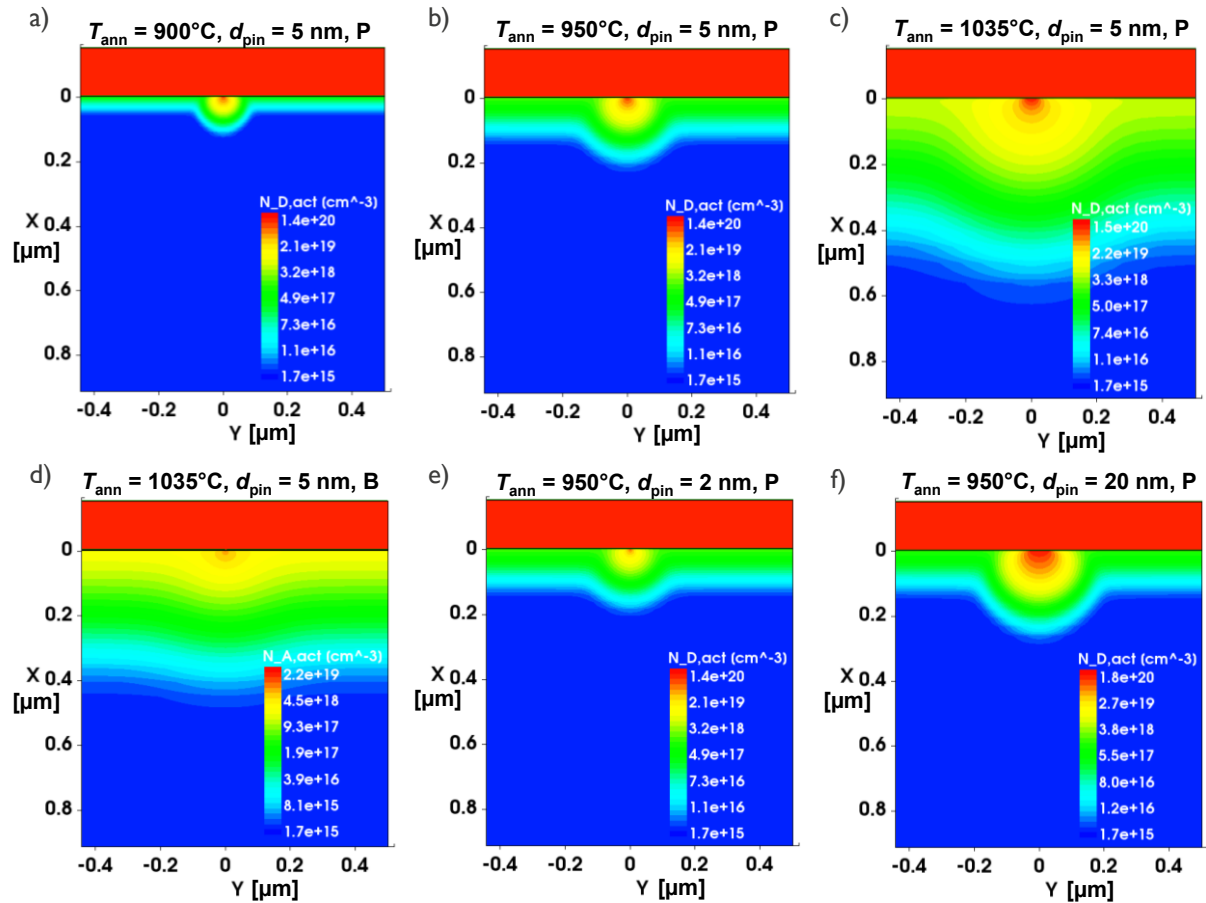 a)
T_ann = 900°C, d_pin = 5 nm, P
0
0.2
X 0.4
[µm]
0.6
0.8
N_D,act (cm^-3)
1.4e+20
2.1e+19
3.2e+18
4.9e+17
7.3e+16
1.1e+16
1.7e+15
-0.4 -0.2 0 0.2 0.4
Y [µm]
b)
T_ann = 950°C, d_pin = 5 nm, P
0
0.2
X 0.4
[µm]
0.6
0.8
N_D,act (cm^-3)
1.4e+20
2.1e+19
3.2e+18
4.9e+17
7.3e+16
1.1e+16
1.7e+15
-0.4 -0.2 0 0.2 0.4
Y [µm]
c)
T_ann = 1035°C, d_pin = 5 nm, P
0
0.2
X 0.4
[µm]
0.6
0.8
N_D,act (cm^-3)
1.5e+20
2.2e+19
3.3e+18
5.0e+17
7.4e+16
1.1e+16
1.7e+15
-0.4 -0.2 0 0.2 0.4
Y [µm]
d)
T_ann = 1035°C, d_pin = 5 nm, B
0
0.2
X 0.4
[µm]
0.6
0.8
N_A,act (cm^-3)
2.2e+19
4.5e+18
9.3e+17
1.9e+17
3.9e+16
8.1e+15
1.7e+15
-0.4 -0.2 0 0.2 0.4
Y [µm]
e)
T_ann = 950°C, d_pin = 2 nm, P
0
0.2
X 0.4
[µm]
0.6
0.8
N_D,act (cm^-3)
1.4e+20
2.1e+19
3.2e+18
4.9e+17
7.3e+16
1.1e+16
1.7e+15
-0.4 -0.2 0 0.2 0.4
Y [µm]
f)
T_ann = 950°C, d_pin = 20 nm, P
0
0.2
X 0.4
[µm]
0.6
0.8
N_D,act (cm^-3)
1.8e+20
2.7e+19
3.8e+18
5.5e+17
8.0e+16
1.2e+16
1.7e+15
-0.4 -0.2 0 0.2 0.4
Y [µm]